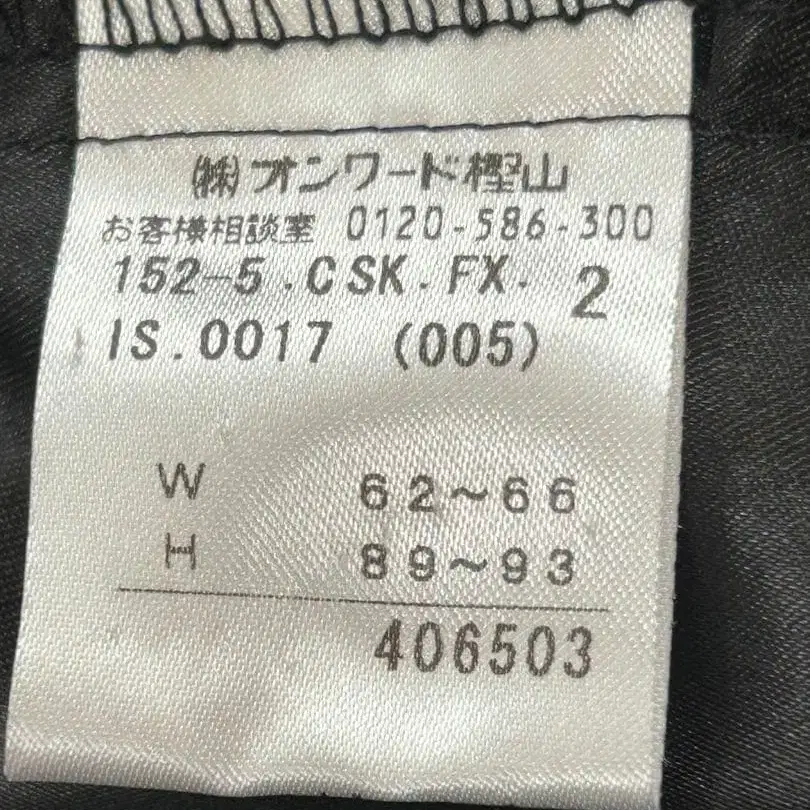 ㈱オンワード樫山
お客様相談室 0120-586-300
152-5.CSK.FX. 2
IS.0017 (005)
W 62~66
H 89~93
406503